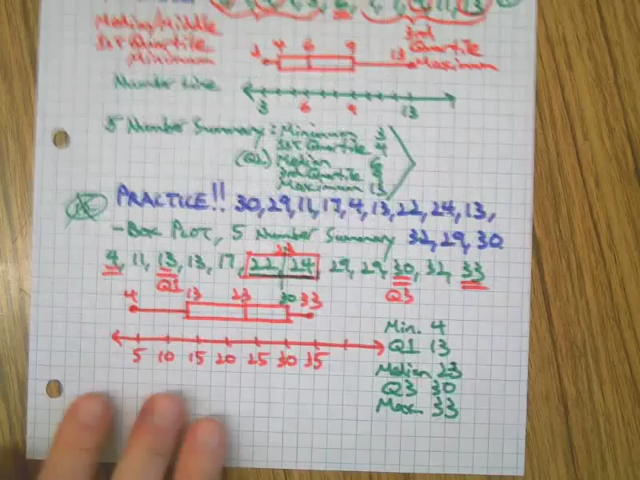 Median/Middle
1st Quartile
Minimum
3rd
Quartile
Maximum
3 4 6 9 13
Number Line
3 6 9 13
5 Number Summary: Minimum 3
1st Quartile 4
(Q2) Median 6
3rd Quartile 9
Maximum 13
PRACTICE!! 30, 29, 11, 17, 4, 13, 22, 24, 13,
32, 29, 30
- Box Plot, 5 Number Summary
23
4, 11, 13, 13, 17, 22, 24, 29, 29, 30, 32, 33
Q1 Q3
4 13 23 30 33
5 10 15 20 25 30 35
Min. 4
Q1 13
Median 23
Q3 30
Max. 33